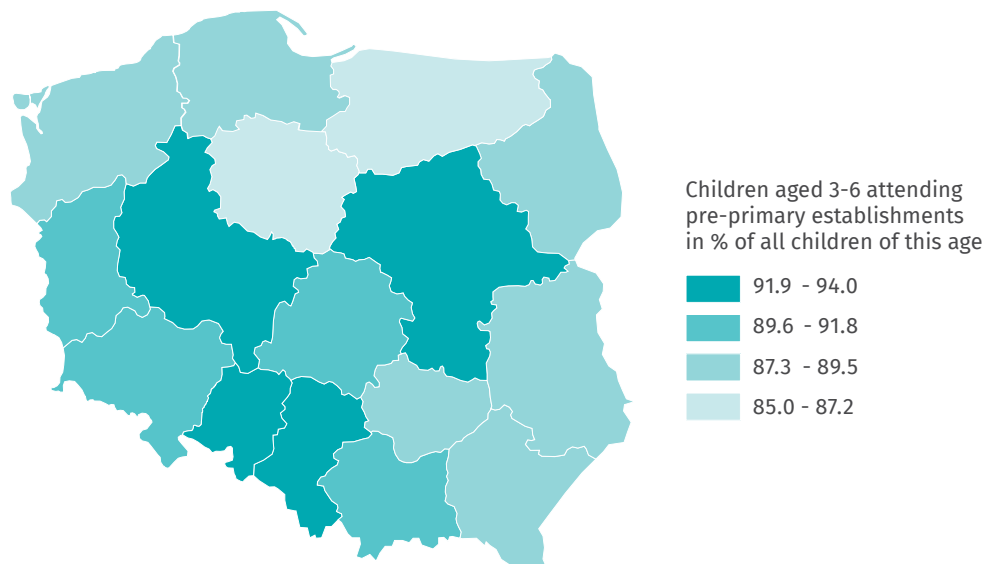 Children aged 3-6 attending
pre-primary establishments
in % of all children of this age
91.9 - 94.0
89.6 - 91.8
87.3 - 89.5
85.0 - 87.2